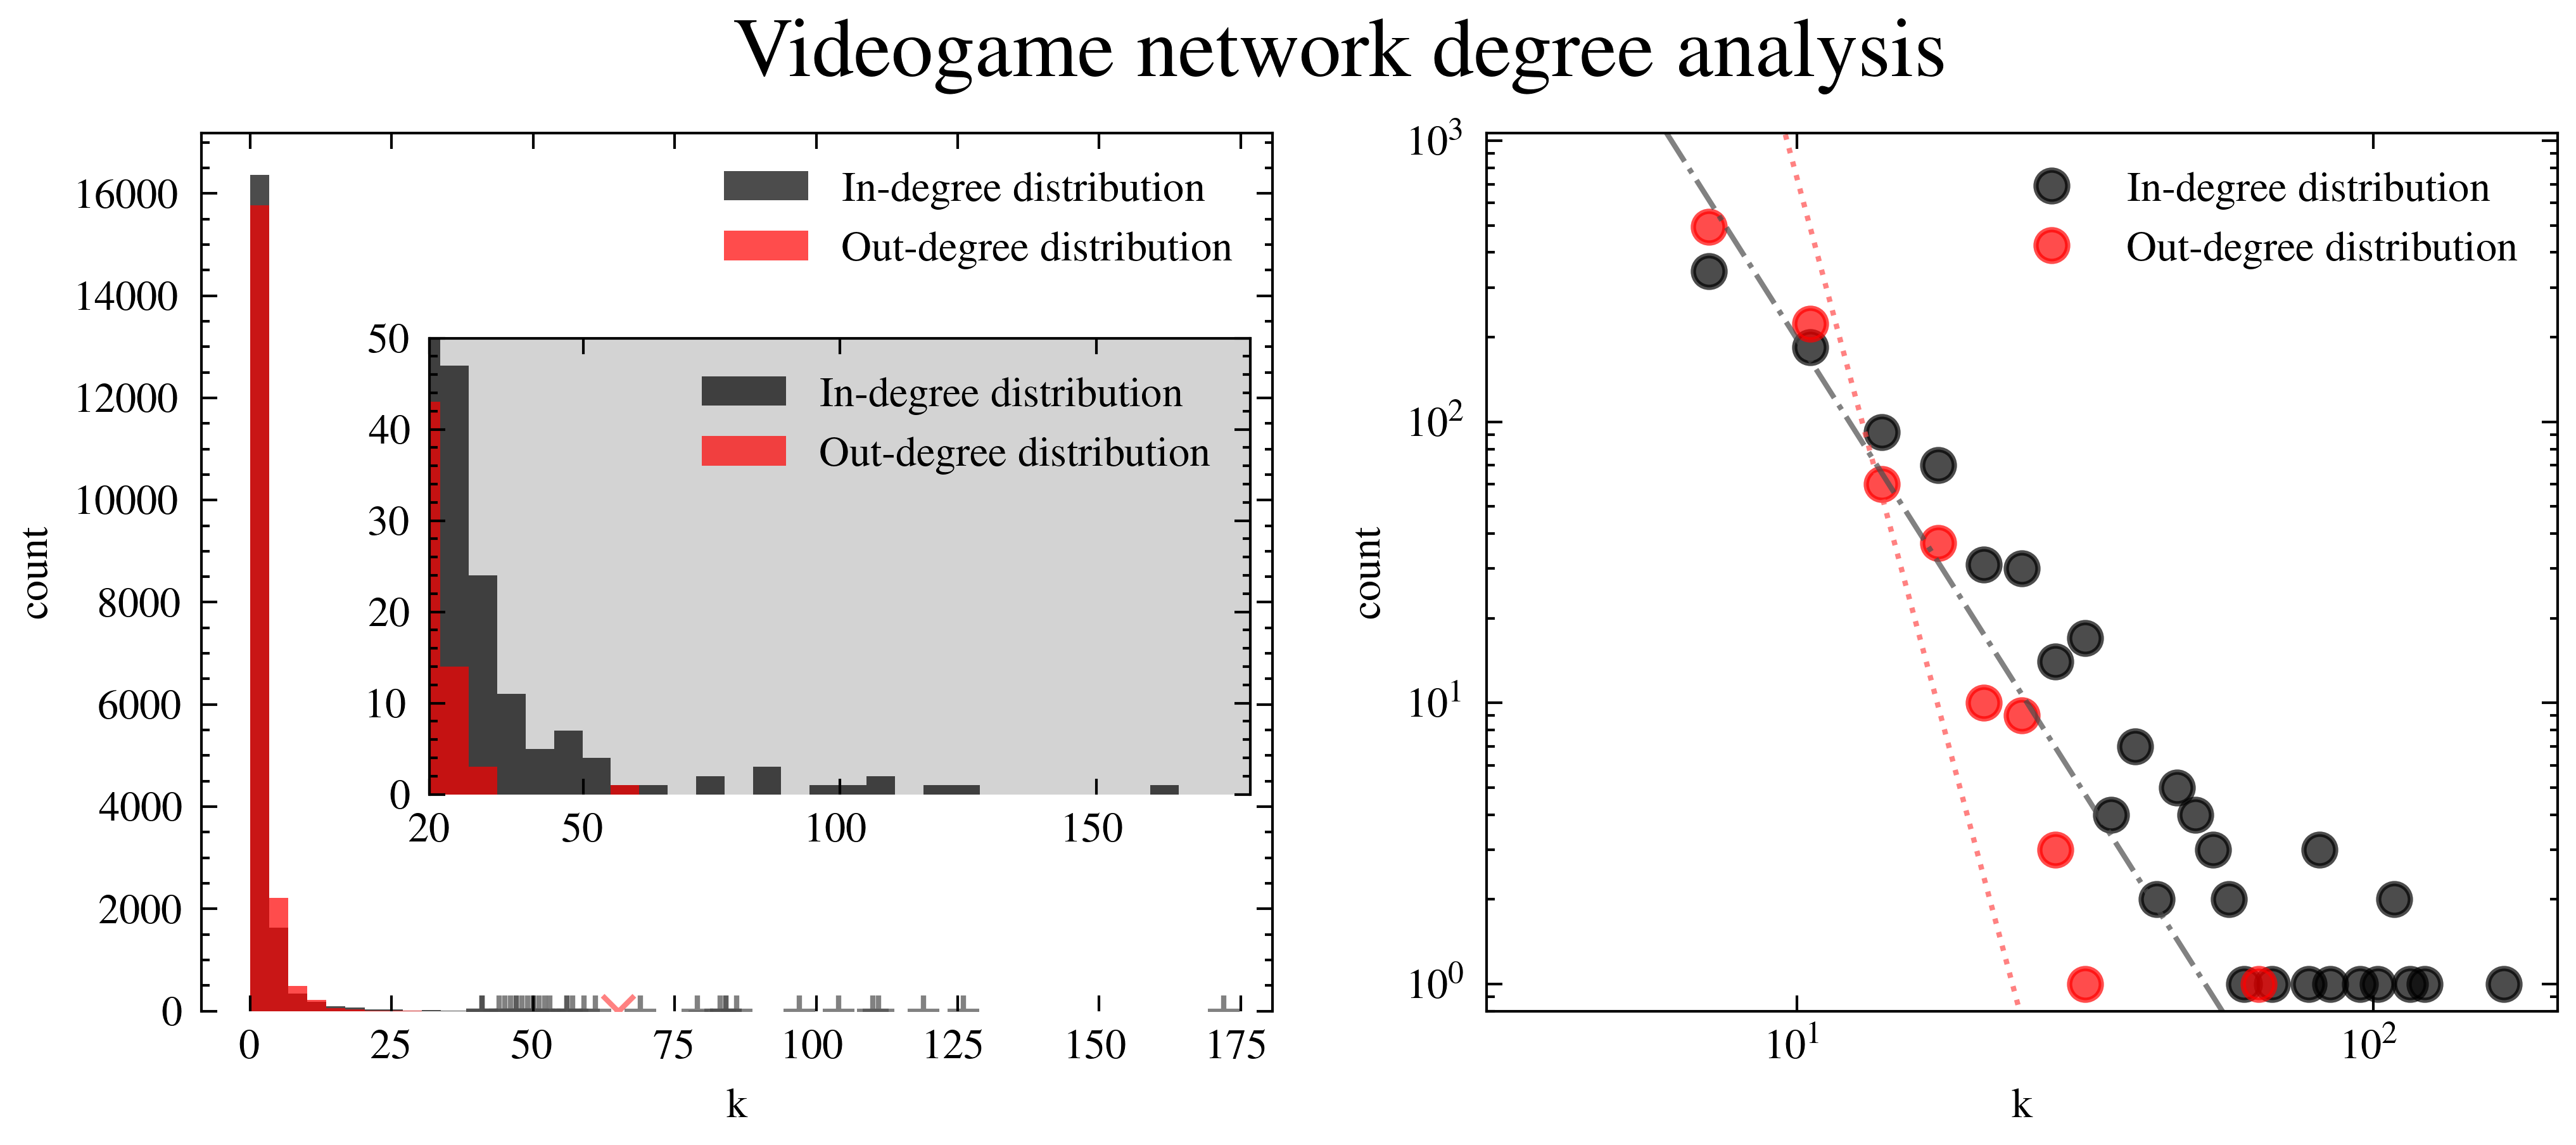 Videogame network degree analysis
In-degree distribution
Out-degree distribution
16000
14000
12000
10000
8000
6000
4000
2000
0
count
50
40
30
20
10
0
In-degree distribution
Out-degree distribution
20 50 100 150
0 25 50 75 100 125 150 175
k
10³
10²
10¹
10⁰
count
In-degree distribution
Out-degree distribution
10¹ 10²
k